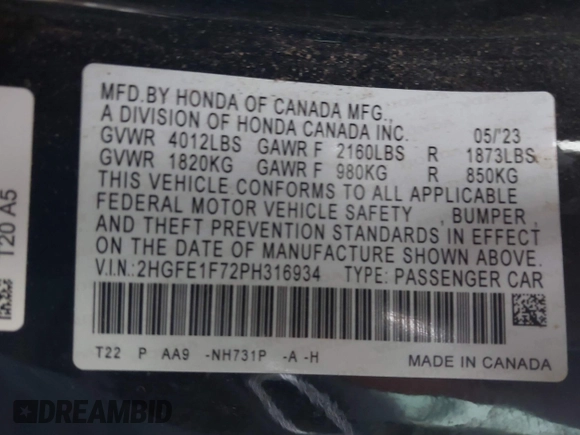 MFD.BY HONDA OF CANADA MFG.,
A DIVISION OF HONDA CANADA INC. 05/'23
GVWR 4012LBS GAWR F 2160LBS R 1873LBS
GVWR 1820KG GAWR F 980KG R 850KG
THIS VEHICLE CONFORMS TO ALL APPLICABLE
FEDERAL MOTOR VEHICLE SAFETY , BUMPER ,
AND THEFT PREVENTION STANDARDS IN EFFECT
ON THE DATE OF MANUFACTURE SHOWN ABOVE.
V.I.N.:2HGFE1F72PH316934 TYPE: PASSENGER CAR
T22 P AA9 -NH731P -A -H
MADE IN CANADA
T20 A5
DREAMBID